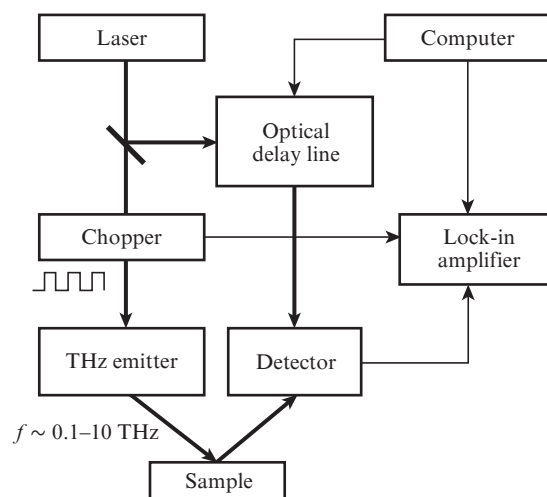 Laser
Computer
Optical
delay line
Chopper
Lock-in
amplifier
THz emitter
Detector
f ~ 0.1–10 THz
Sample